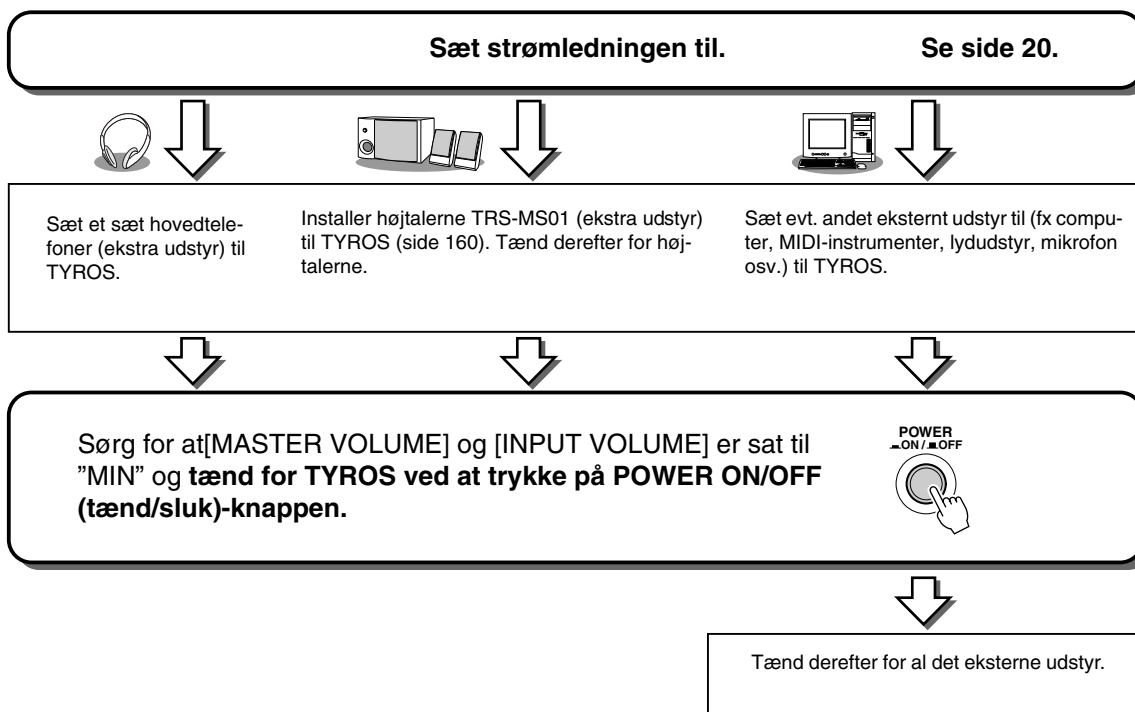 Sæt strømledningen til. Se side 20.
Sæt et sæt hovedtele-
foner (ekstra udstyr) til
TYROS.
Installer højtalerne TRS-MS01 (ekstra udstyr)
til TYROS (side 160). Tænd derefter for høj-
talerne.
Sæt evt. andet eksternt udstyr til (fx compu-
ter, MIDI-instrumenter, lydudstyr, mikrofon
osv.) til TYROS.
Sørg for at[MASTER VOLUME] og [INPUT VOLUME] er sat til
”MIN” og tænd for TYROS ved at trykke på POWER ON/OFF
(tænd/sluk)-knappen.
POWER
ON / OFF
Tænd derefter for al det eksterne udstyr.